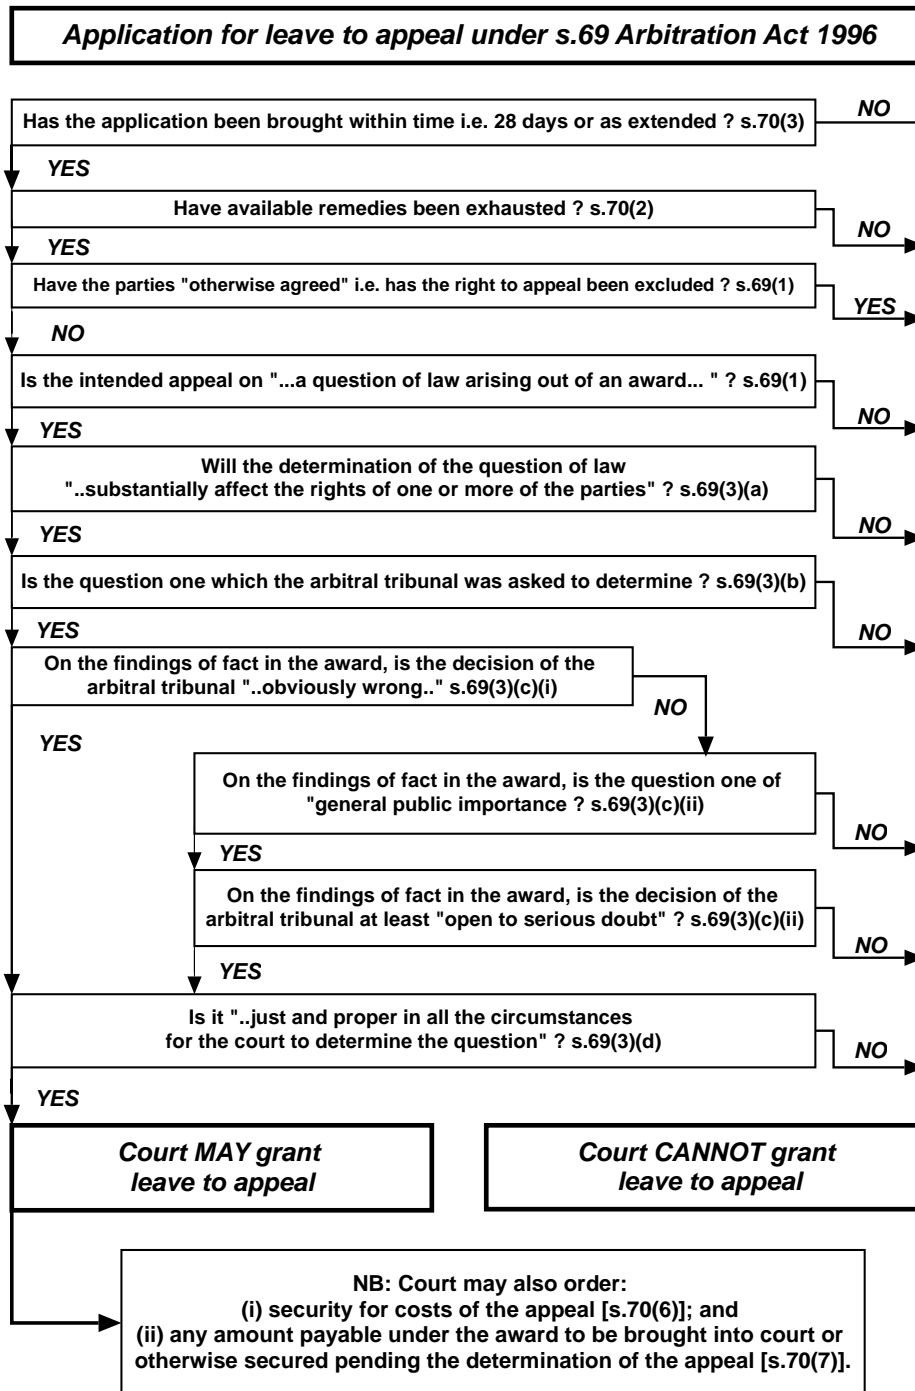 Application for leave to appeal under s.69 Arbitration Act 1996
Has the application been brought within time i.e. 28 days or as extended ? s.70(3)
NO
YES
Have available remedies been exhausted ? s.70(2)
NO
YES
Have the parties "otherwise agreed" i.e. has the right to appeal been excluded ? s.69(1)
YES
NO
Is the intended appeal on "...a question of law arising out of an award... " ? s.69(1)
NO
YES
Will the determination of the question of law
"..substantially affect the rights of one or more of the parties" ? s.69(3)(a)
NO
YES
Is the question one which the arbitral tribunal was asked to determine ? s.69(3)(b)
NO
YES
On the findings of fact in the award, is the decision of the
arbitral tribunal "..obviously wrong.." s.69(3)(c)(i)
NO
YES
On the findings of fact in the award, is the question one of
"general public importance ? s.69(3)(c)(ii)
NO
YES
On the findings of fact in the award, is the decision of the
arbitral tribunal at least "open to serious doubt" ? s.69(3)(c)(ii)
NO
YES
Is it "..just and proper in all the circumstances
for the court to determine the question" ? s.69(3)(d)
NO
YES
Court MAY grant
leave to appeal
Court CANNOT grant
leave to appeal
NB: Court may also order:
(i) security for costs of the appeal [s.70(6)]; and
(ii) any amount payable under the award to be brought into court or
otherwise secured pending the determination of the appeal [s.70(7)].